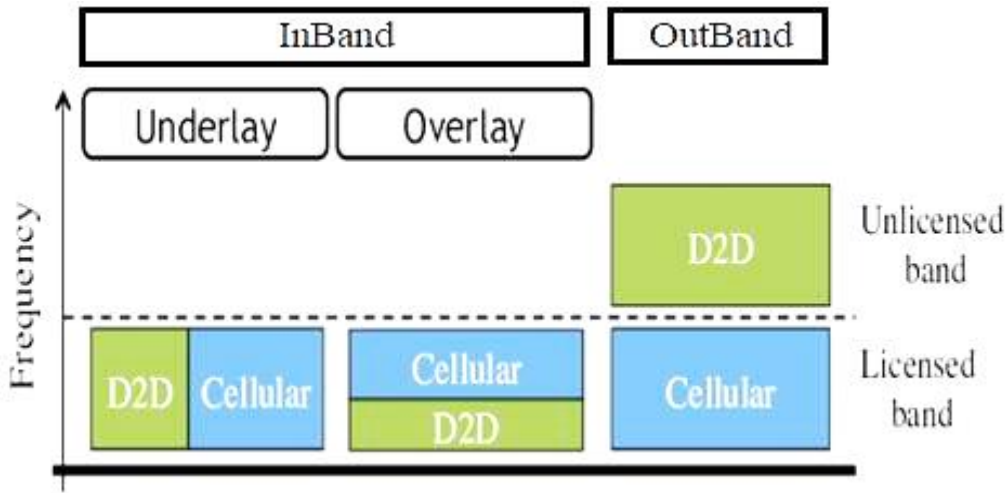 InBand
OutBand
Underlay
Overlay
Frequency
D2D
Unlicensed
band
D2D
Cellular
Cellular
D2D
Cellular
Licensed
band